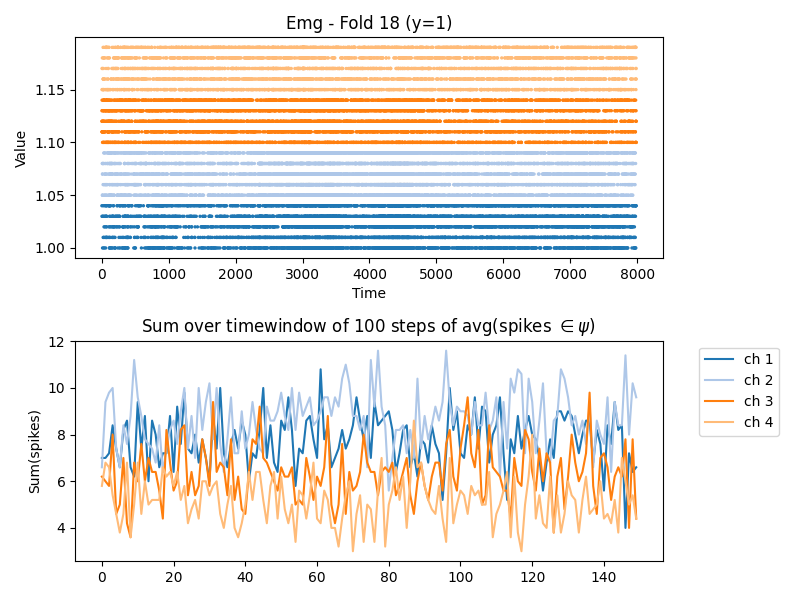 Emg - Fold 18 (y=1)
Value
1.15
1.10
1.05
1.00
0 1000 2000 3000 4000 5000 6000 7000 8000
Time
Sum over timewindow of 100 steps of avg(spikes ∈ ψ)
Sum(spikes)
12
10
8
6
4
0 20 40 60 80 100 120 140
ch 1
ch 2
ch 3
ch 4